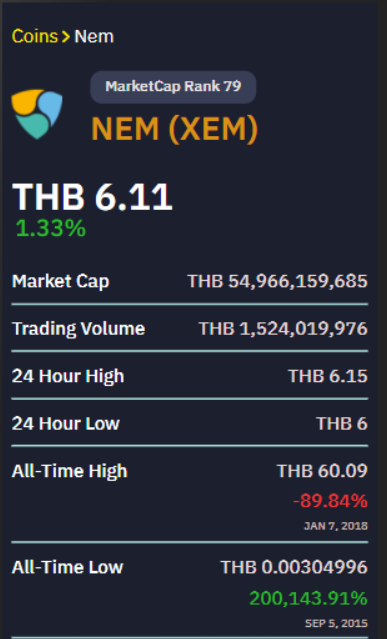 Coins > Nem
MarketCap Rank 79
NEM (XEM)
THB 6.11
1.33%
Market Cap THB 54,966,159,685
Trading Volume THB 1,524,019,976
24 Hour High THB 6.15
24 Hour Low THB 6
All-Time High THB 60.09
-89.84%
JAN 7, 2018
All-Time Low THB 0.00304996
200,143.91%
SEP 5, 2015